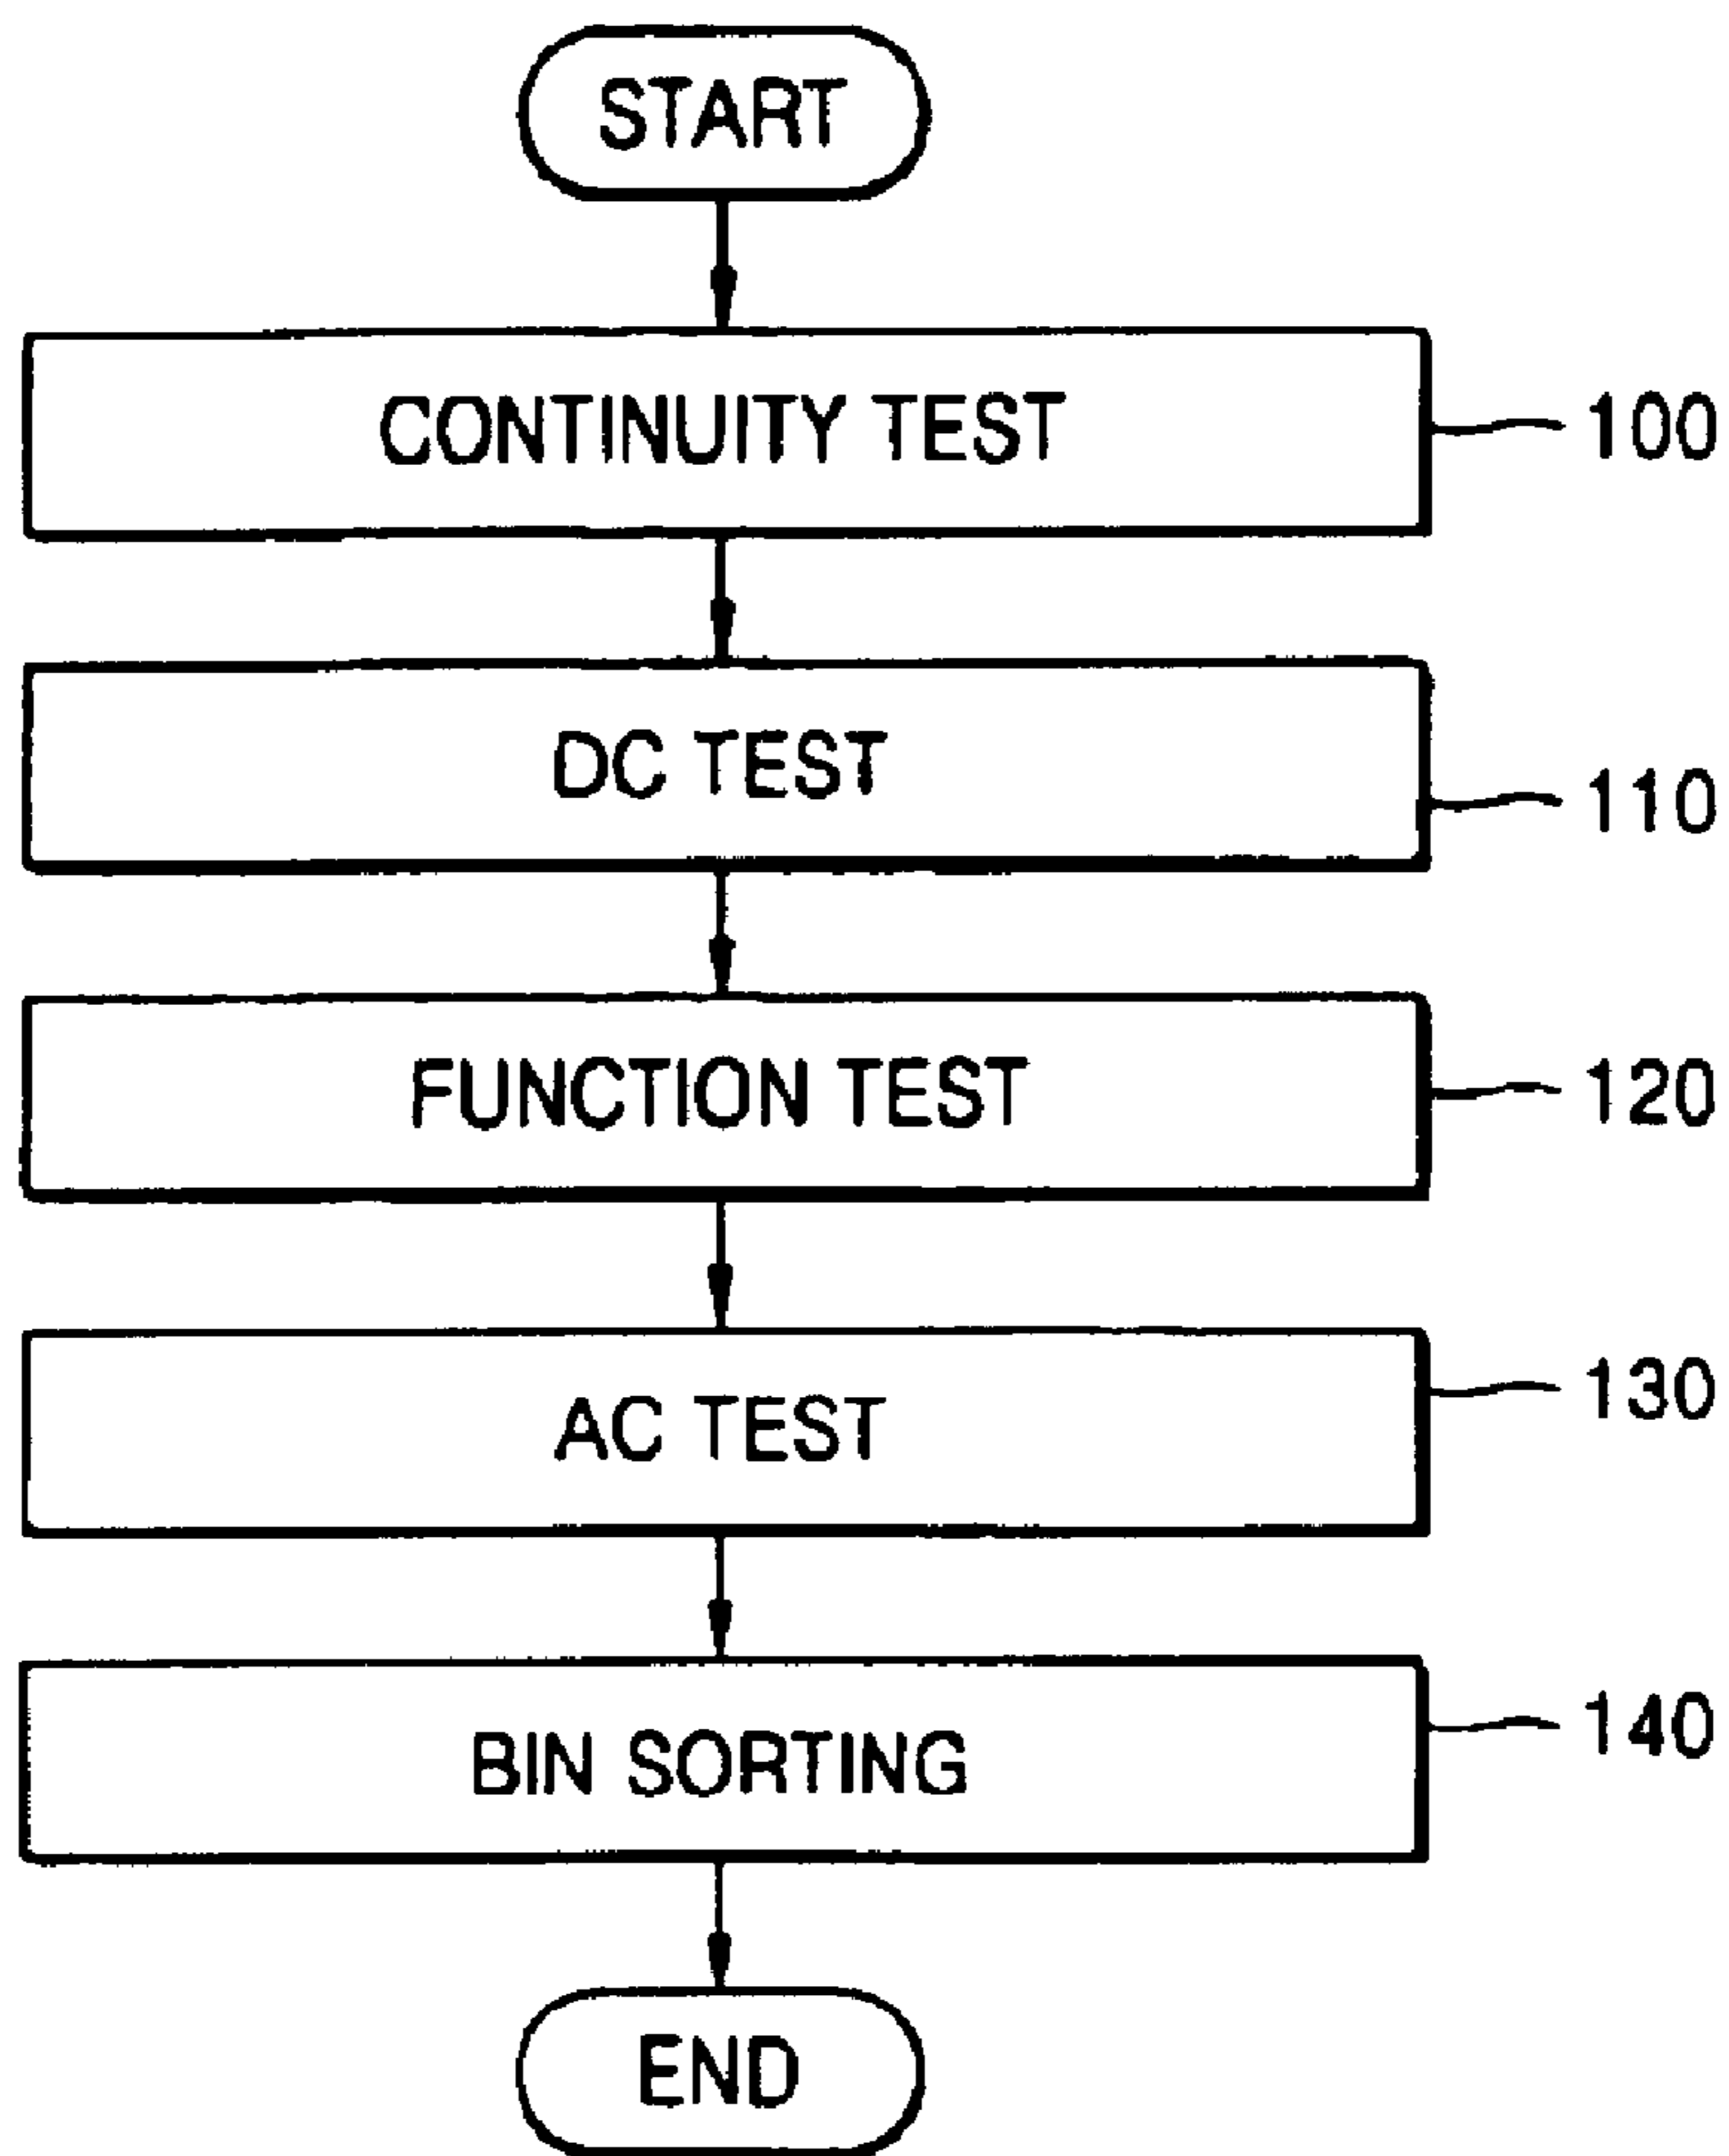 START
CONTINUITY TEST
100
DC TEST
110
FUNCTION TEST
120
AC TEST
130
BIN SORTING
140
END